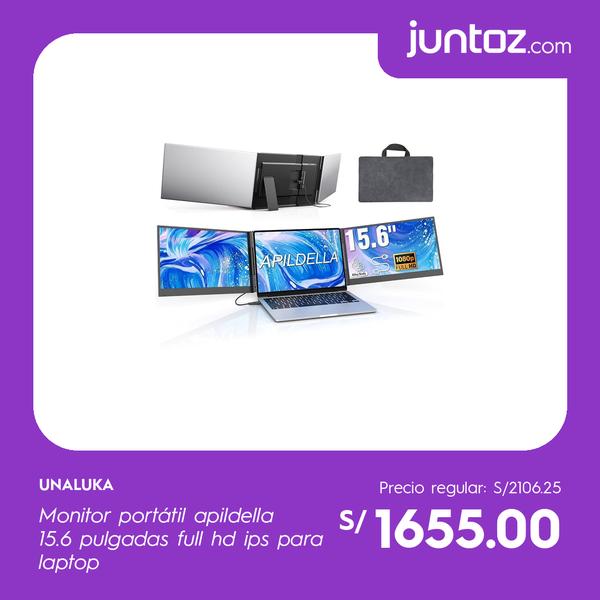 juntoz.com
APILDELLA
15.6"
1080p
FULL HD
UNALUKA
Monitor portátil apildella
15.6 pulgadas full hd ips para
laptop
Precio regular: S/2106.25
S/1655.00